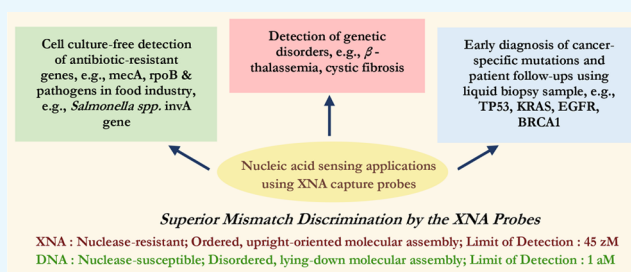 Cell culture-free detection
of antibiotic-resistant
genes, e.g., mecA, rpoB &
pathogens in food industry,
e.g., Salmonella spp. invA
gene
Detection of genetic
disorders, e.g., β-
thalassemia, cystic fibrosis
Early diagnosis of cancer-
specific mutations and
patient follow-ups using
liquid biopsy sample, e.g.,
TP53, KRAS, EGFR,
BRCA1
Nucleic acid sensing applications
using XNA capture probes
Superior Mismatch Discrimination by the XNA Probes
XNA : Nuclease-resistant; Ordered, upright-oriented molecular assembly; Limit of Detection : 45 zM
DNA : Nuclease-susceptible; Disordered, lying-down molecular assembly; Limit of Detection : 1 aM